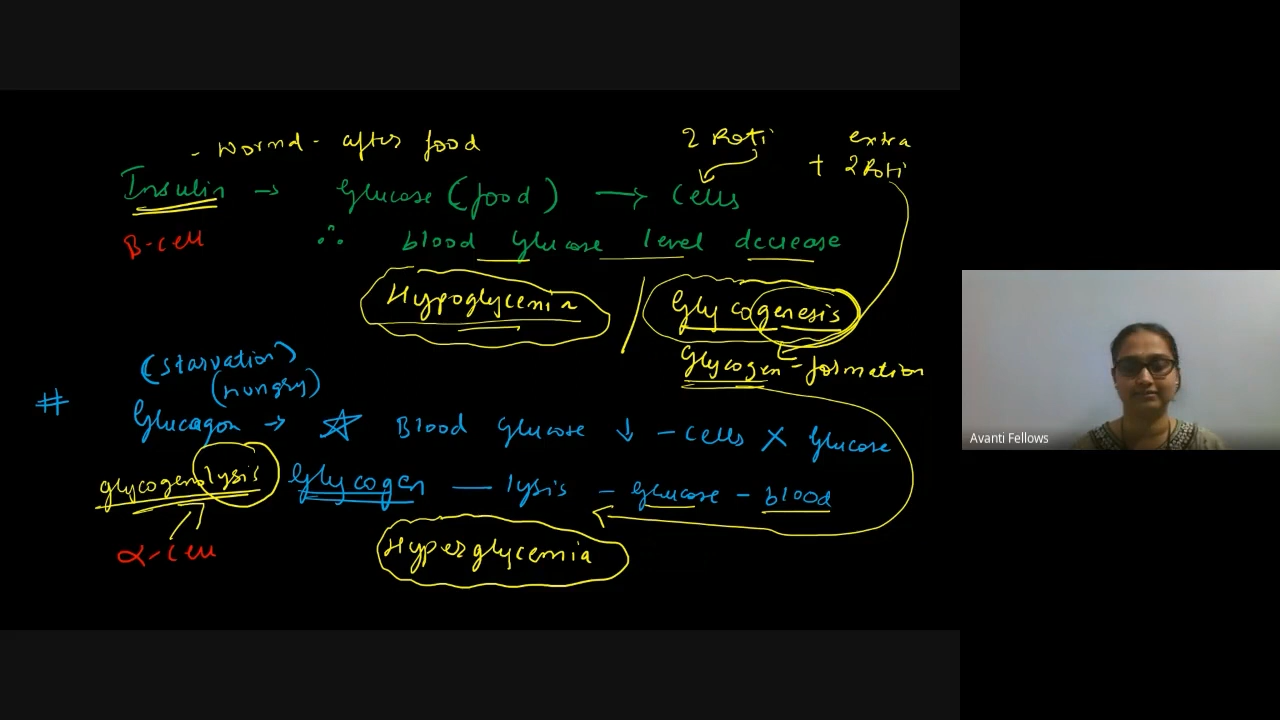 - Normal - after food
2 Roti + extra 2 Roti
Insulin → Glucose (food) → cells
β-cell ∴ blood glucose level decrease
Hypoglycemia / Glycogenesis
Glycogen - formation
(starvation)
(hungry)
# Glucagon → ☆ Blood Glucose ↓ - cells X Glucose
glycogenolysis Glycogen — lysis - glucose - blood
α-cell Hyperglycemia
Avanti Fellows